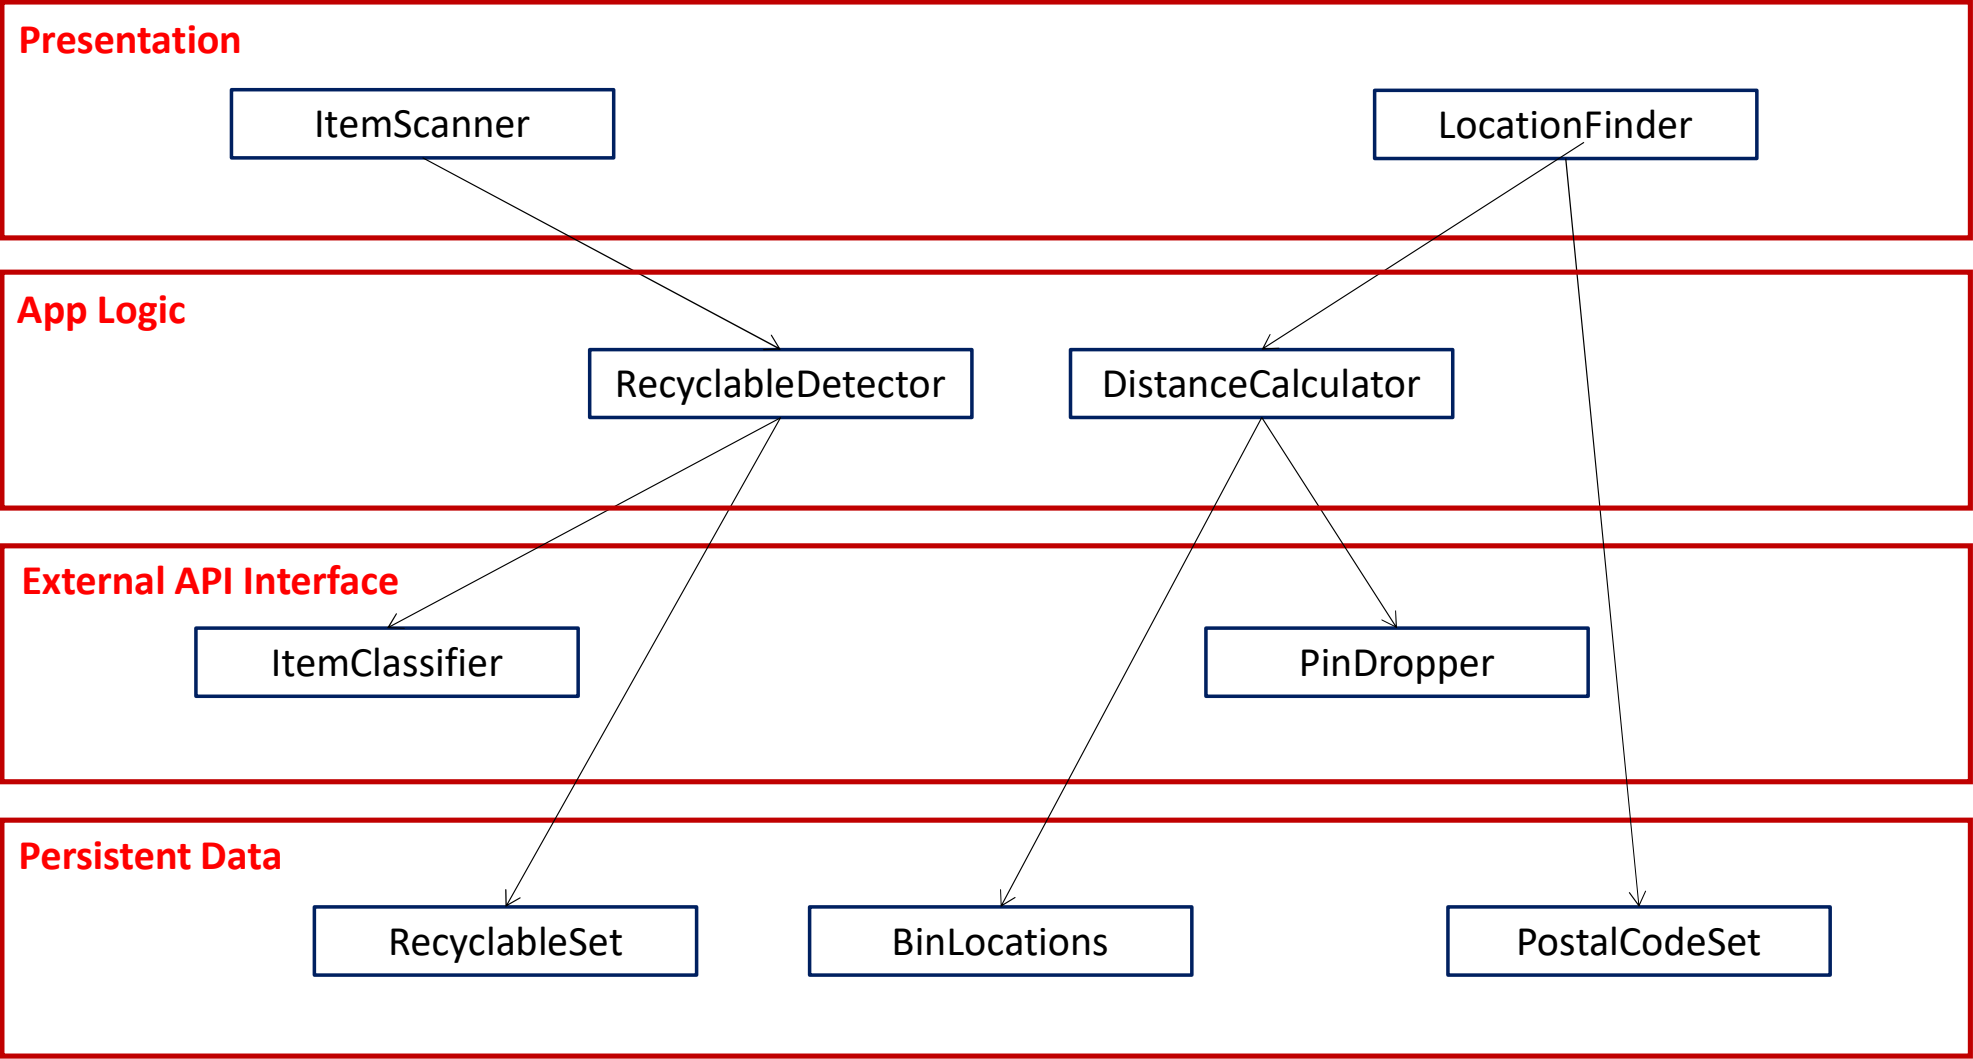 Presentation
ItemScanner
LocationFinder
App Logic
RecyclableDetector
DistanceCalculator
External API Interface
ItemClassifier
PinDropper
Persistent Data
RecyclableSet
BinLocations
PostalCodeSet